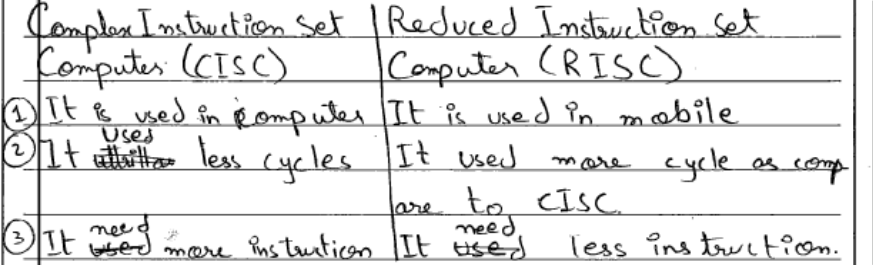 Complex Instruction Set | Reduced Instruction set
Computer (CISC) | Computer (RISC)
① It is used in computer | It is used in mobile
② It uses less cycles | It used more cycle as comp
are to CISC
③ It need more instruction | It need less instruction.